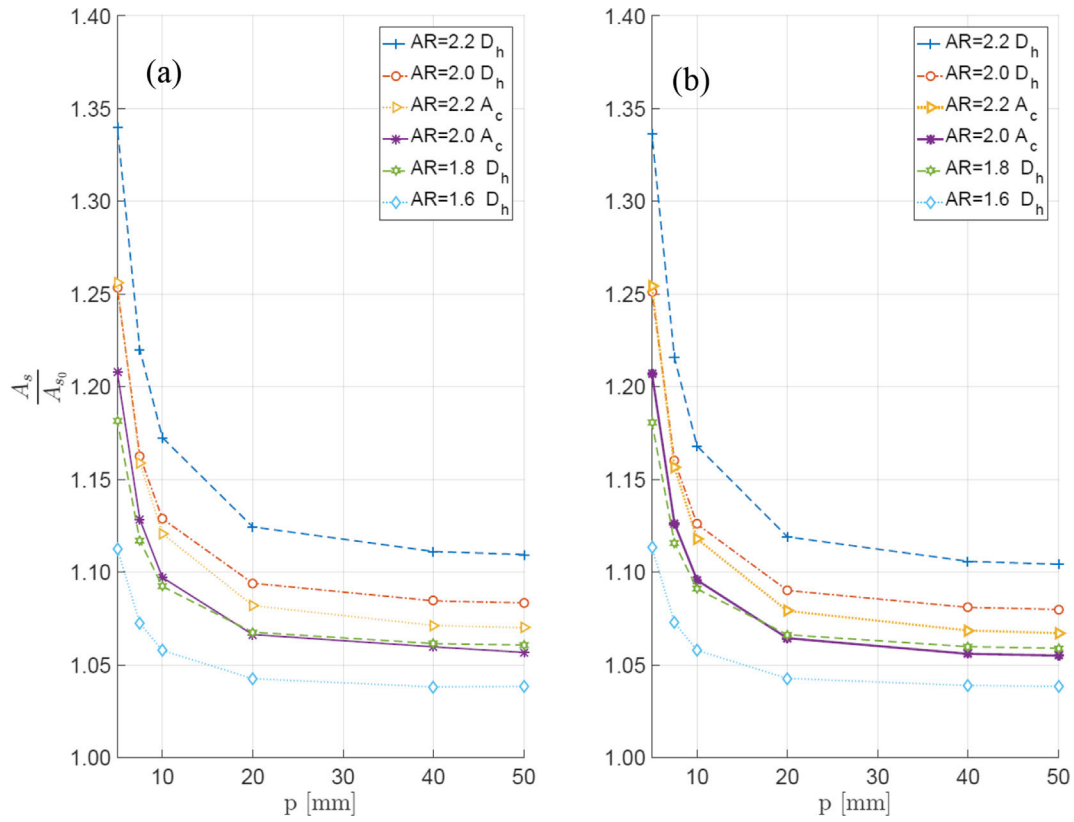 1.40
1.35
1.30
1.25
1.20
1.15
1.10
1.05
1.00
A_s
A_{s_0}
(a)
AR=2.2 D_h
AR=2.0 D_h
AR=2.2 A_c
AR=2.0 A_c
AR=1.8 D_h
AR=1.6 D_h
10 20 30 40 50
p [mm]
1.40
1.35
1.30
1.25
1.20
1.15
1.10
1.05
1.00
(b)
AR=2.2 D_h
AR=2.0 D_h
AR=2.2 A_c
AR=2.0 A_c
AR=1.8 D_h
AR=1.6 D_h
10 20 30 40 50
p [mm]